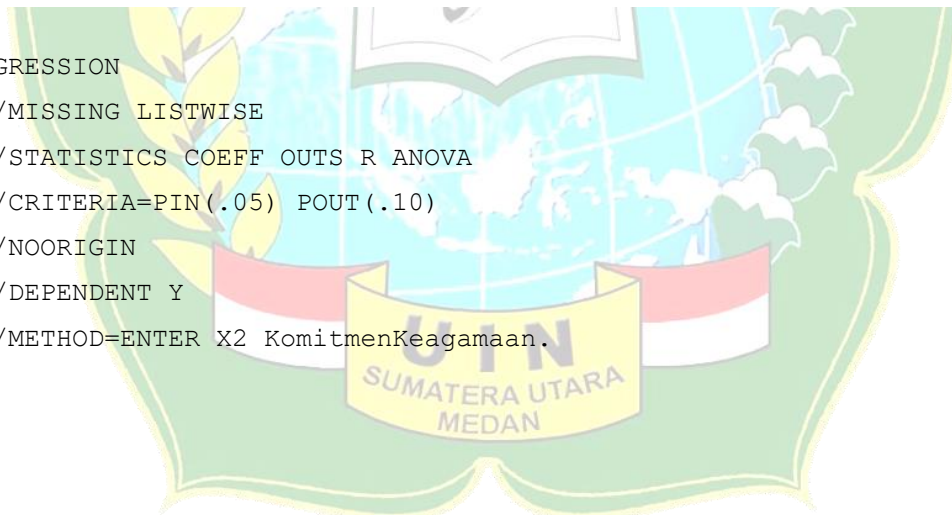 GRESSION
/MISSING LISTWISE
/STATISTICS COEFF OUTS R ANOVA
/CRITERIA=PIN(.05) POUT(.10)
/NOORIGIN
/DEPENDENT Y
/METHOD=ENTER X2 KomitmenKeagamaan.
UIN
SUMATERA UTARA
MEDAN